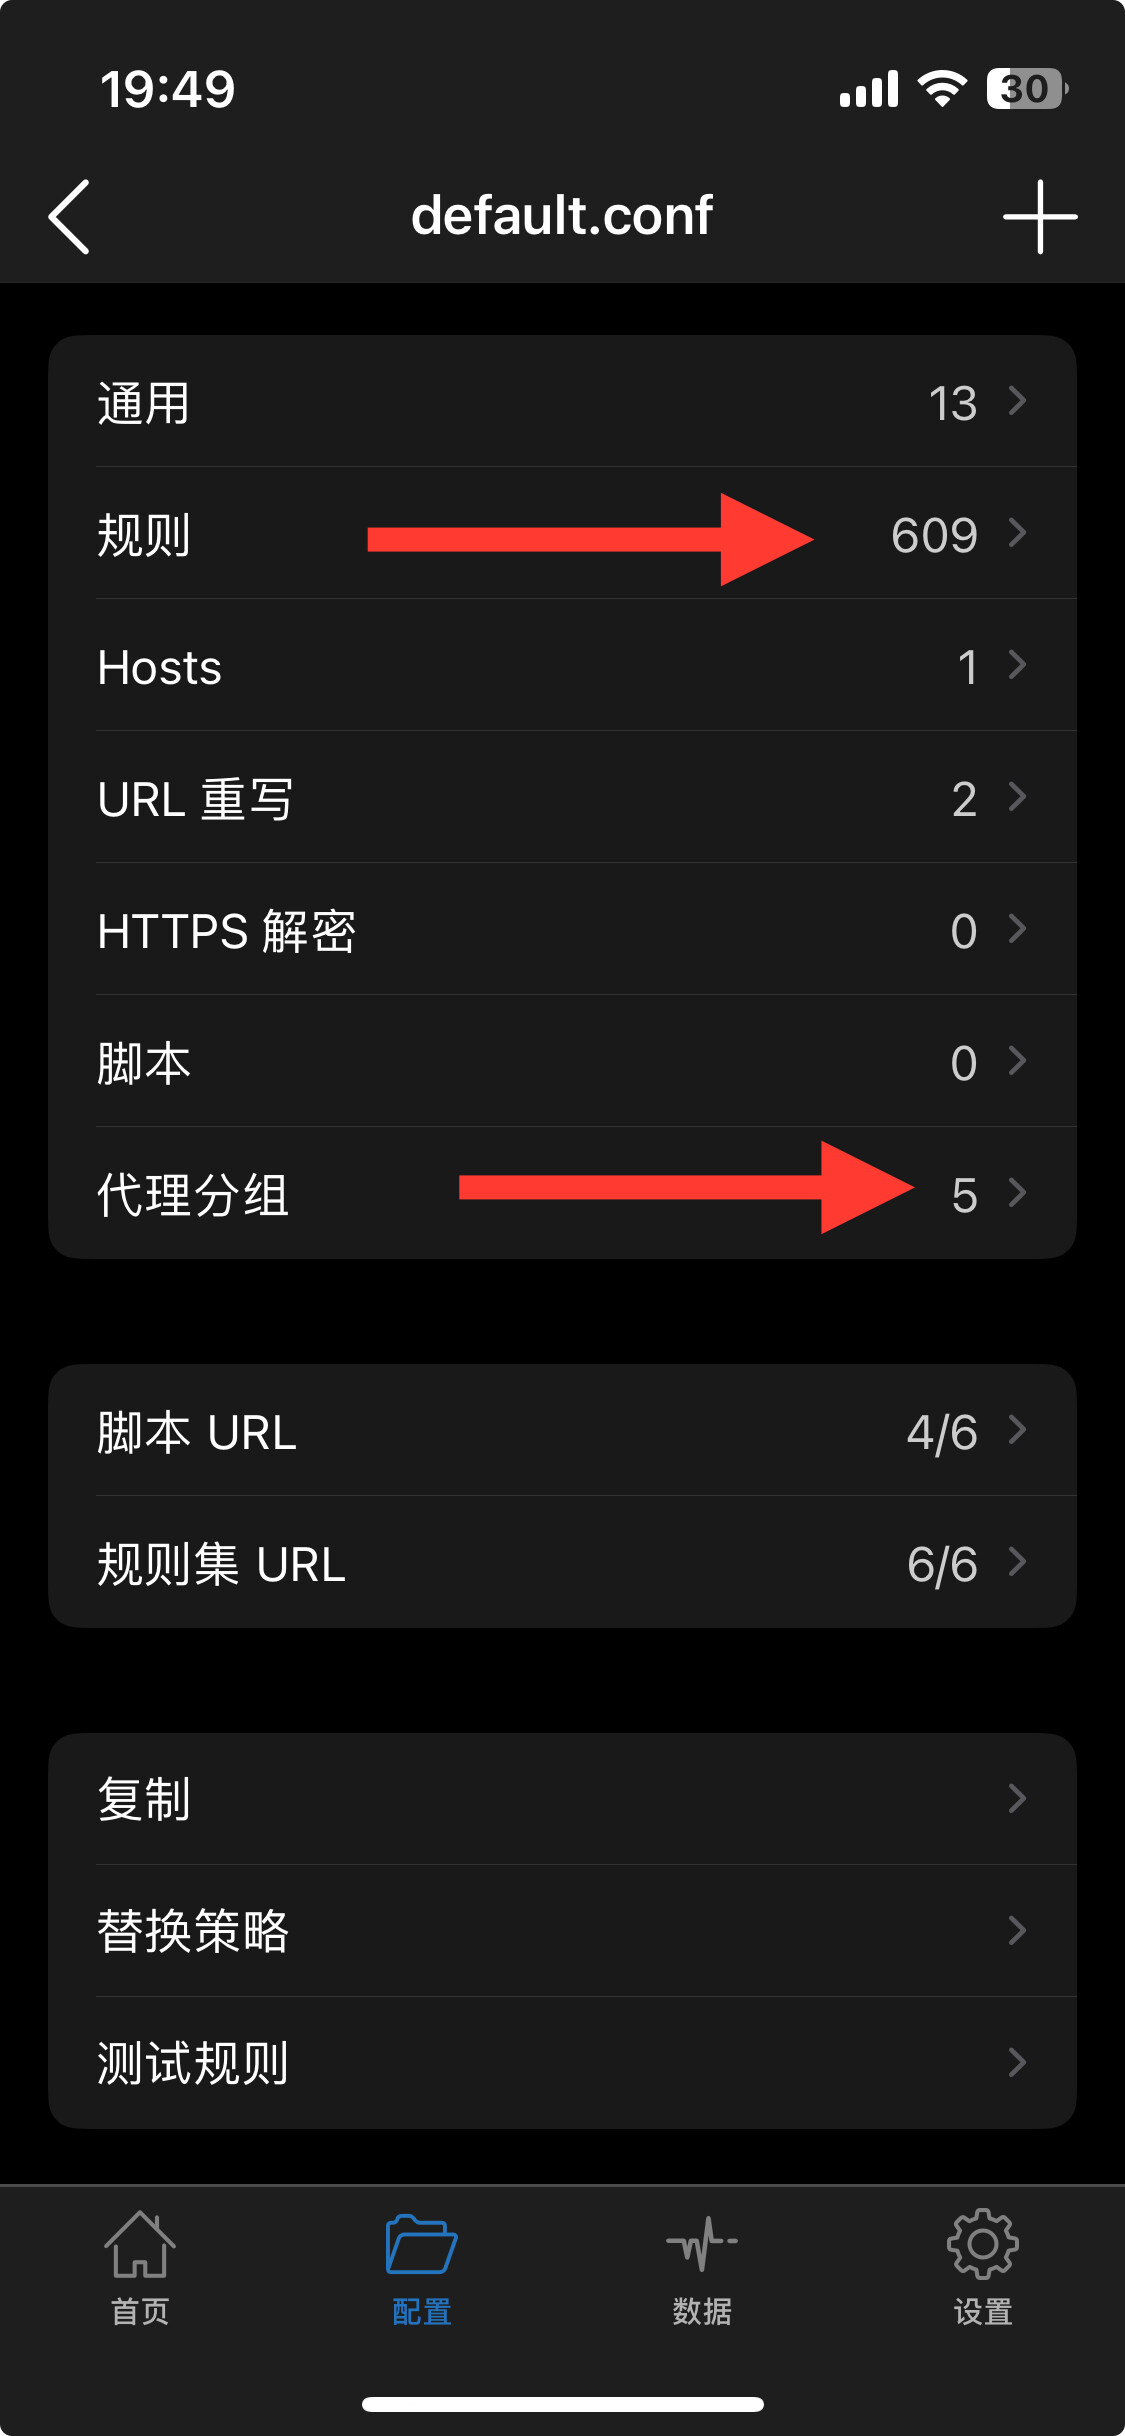 19:49
30
default.conf
通用 13
规则 609
Hosts 1
URL 重写 2
HTTPS 解密 0
脚本 0
代理分组 5
脚本 URL 4/6
规则集 URL 6/6
复制
替换策略
测试规则
首页 配置 数据 设置